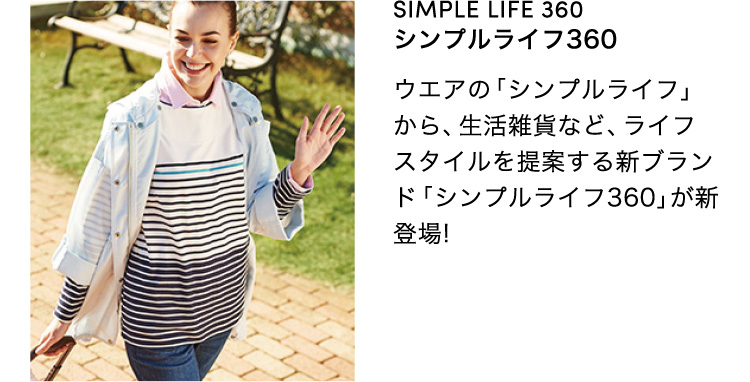 SIMPLE LIFE 360
シンプルライフ360
ウエアの「シンプルライフ」
から、生活雑貨など、ライフ
スタイルを提案する新ブラン
ド「シンプルライフ360」が新
登場!